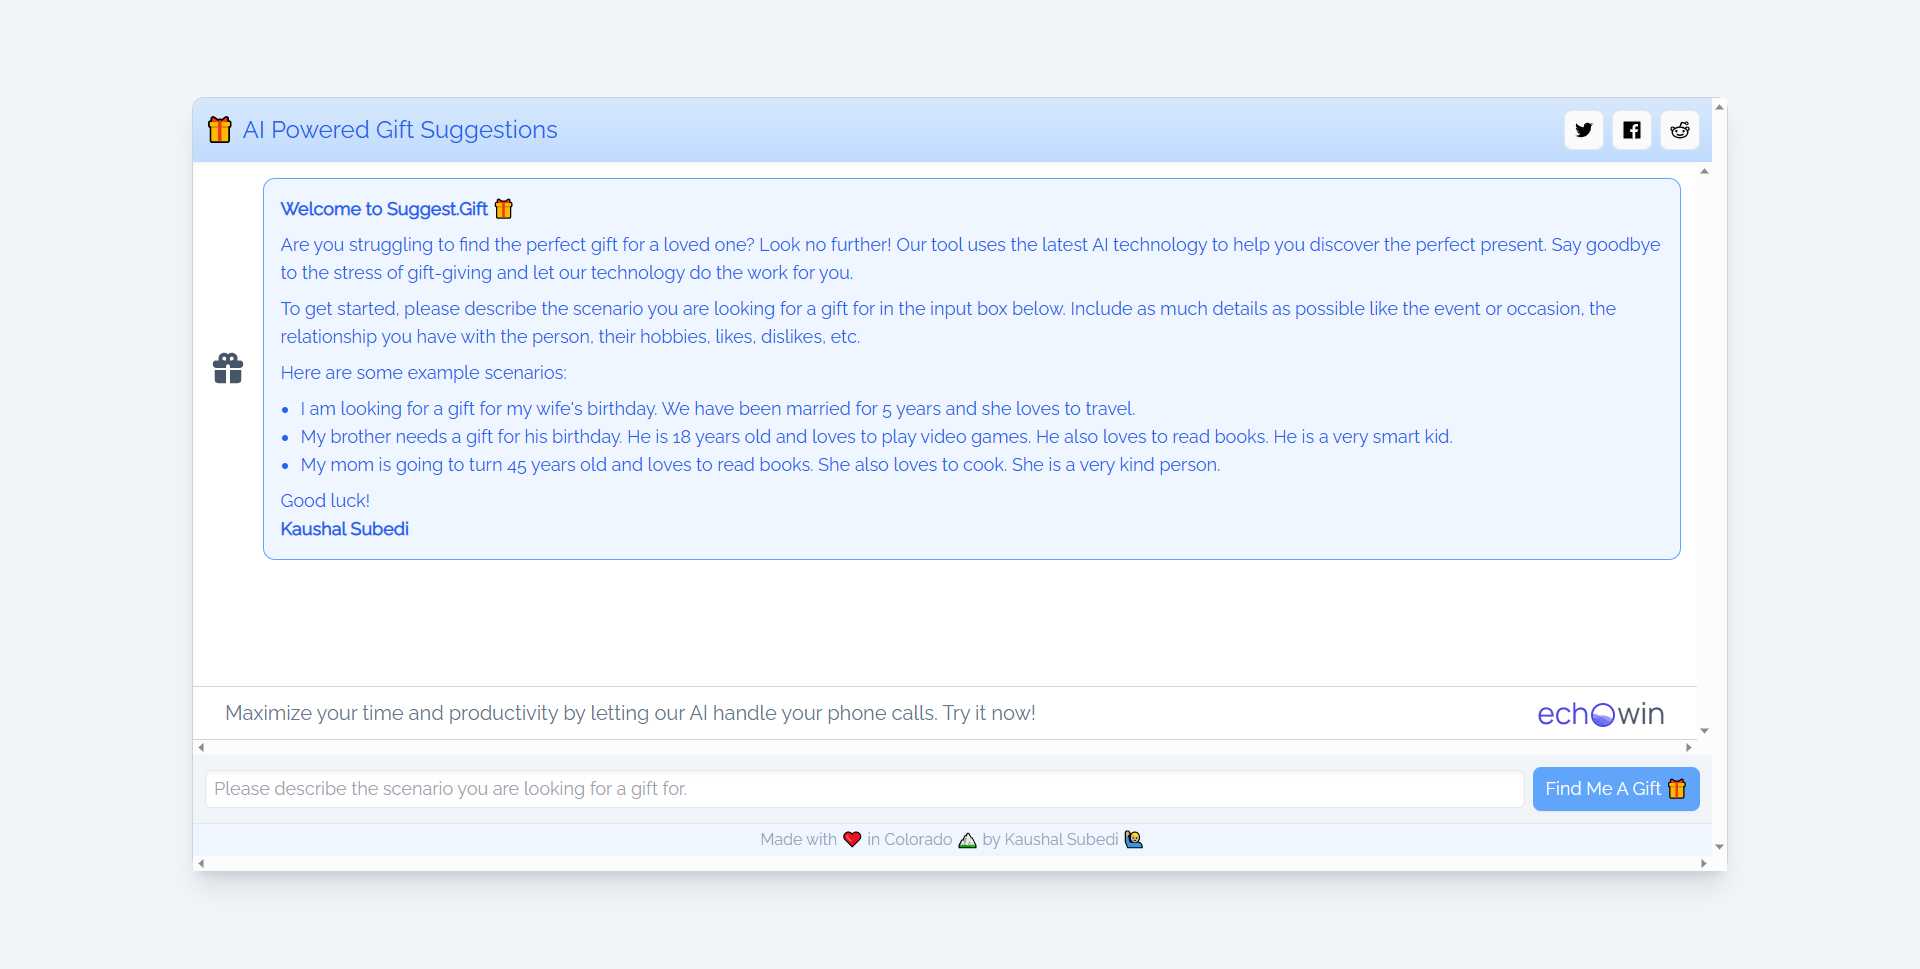 AI Powered Gift Suggestions
Welcome to Suggest.Gift
Are you struggling to find the perfect gift for a loved one? Look no further! Our tool uses the latest AI technology to help you discover the perfect present. Say goodbye
to the stress of gift-giving and let our technology do the work for you.
To get started, please describe the scenario you are looking for a gift for in the input box below. Include as much details as possible like the event or occasion, the
relationship you have with the person, their hobbies, likes, dislikes, etc.
Here are some example scenarios:
• I am looking for a gift for my wife's birthday. We have been married for 5 years and she loves to travel.
• My brother needs a gift for his birthday. He is 18 years old and loves to play video games. He also loves to read books. He is a very smart kid.
• My mom is going to turn 45 years old and loves to read books. She also loves to cook. She is a very kind person.
Good luck!
Kaushal Subedi
Maximize your time and productivity by letting our AI handle your phone calls. Try it now!
echowin
Please describe the scenario you are looking for a gift for.
Find Me A Gift
Made with ❤️ in Colorado 🏔️ by Kaushal Subedi 🙋